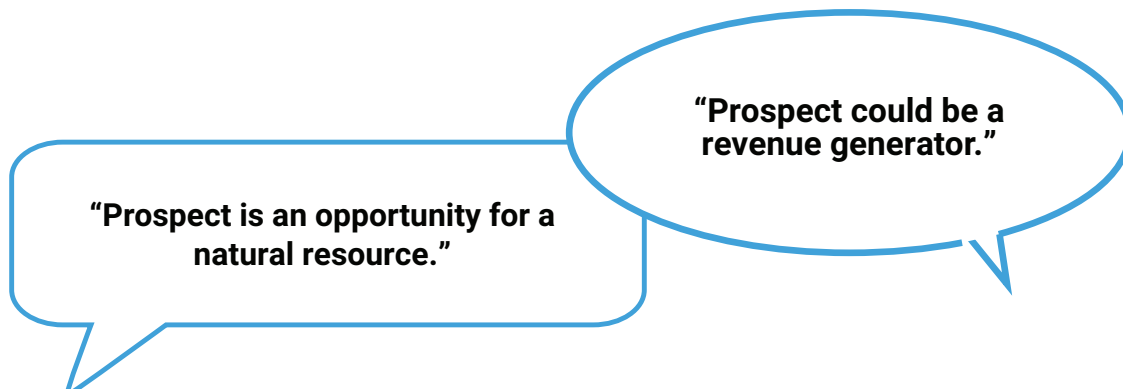 “Prospect could be a
revenue generator.”
“Prospect is an opportunity for a
natural resource.”